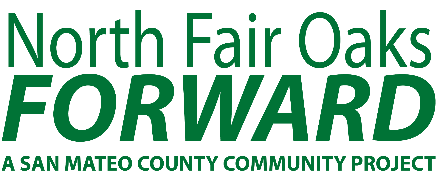 North Fair Oaks
FORWARD
A SAN MATEO COUNTY COMMUNITY PROJECT